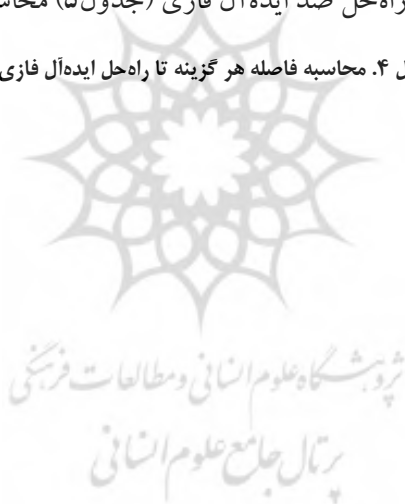 راه‌حل ضد ایده‌آل فازی (جدول۵)
ل ۴. محاسبه فاصله هر گزینه تا راه‌حل ایده‌آل فازی
پژوهشگاه علوم انسانی و مطالعات فرهنگی
پرتال جامع علوم انسانی